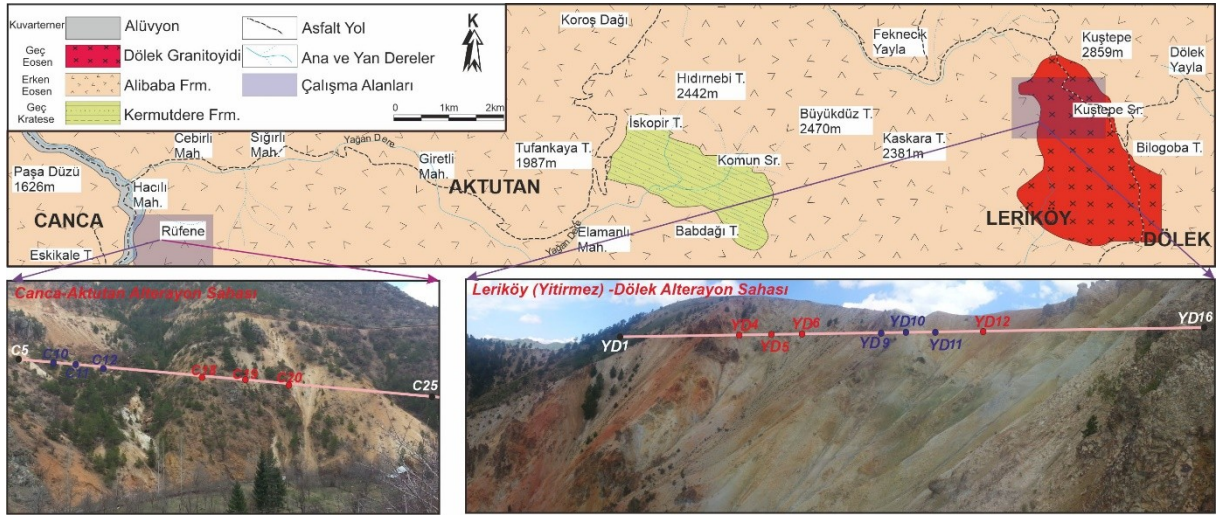 Kuvarterner
Alüvyon
Asfalt Yol
K
Geç
Eosen
Dölek Granitoyidi
Ana ve Yan Dereler
Erken
Eosen
Alibaba Frm.
Çalışma Alanları
Geç
Kratese
Kermutdere Frm.
0 1km 2km
Koroş Dağı
Feknecik
Yayla
Kuştepe
2859m
Dölek
Yayla
Hıdırnebi T.
2442m
Kuştepe Sr.
Büyükdüz T.
2470m
İskopir T.
Cebirli
Mah.
Sığırlı
Mah.
Yağan Dere
Tufankaya T.
1987m
Kaskara T.
2381m
Bilogoba T.
Giretli
Mah.
Komun Sr.
Paşa Düzü
1626m
AKTUTAN
Hacılı
Mah.
CANCA
Rüfene
Yağan Dere
Elamanlı
Mah.
Babdağı T.
LERİKÖY
DÖLEK
Eskikale T.
Canca-Aktutan Alterayon Sahası
C5
C10
C12
C19
C20
C25
Leriköy (Yitirmez) -Dölek Alterayon Sahası
YD1
YD4
YD5
YD6
YD9
YD10
YD11
YD12
YD16